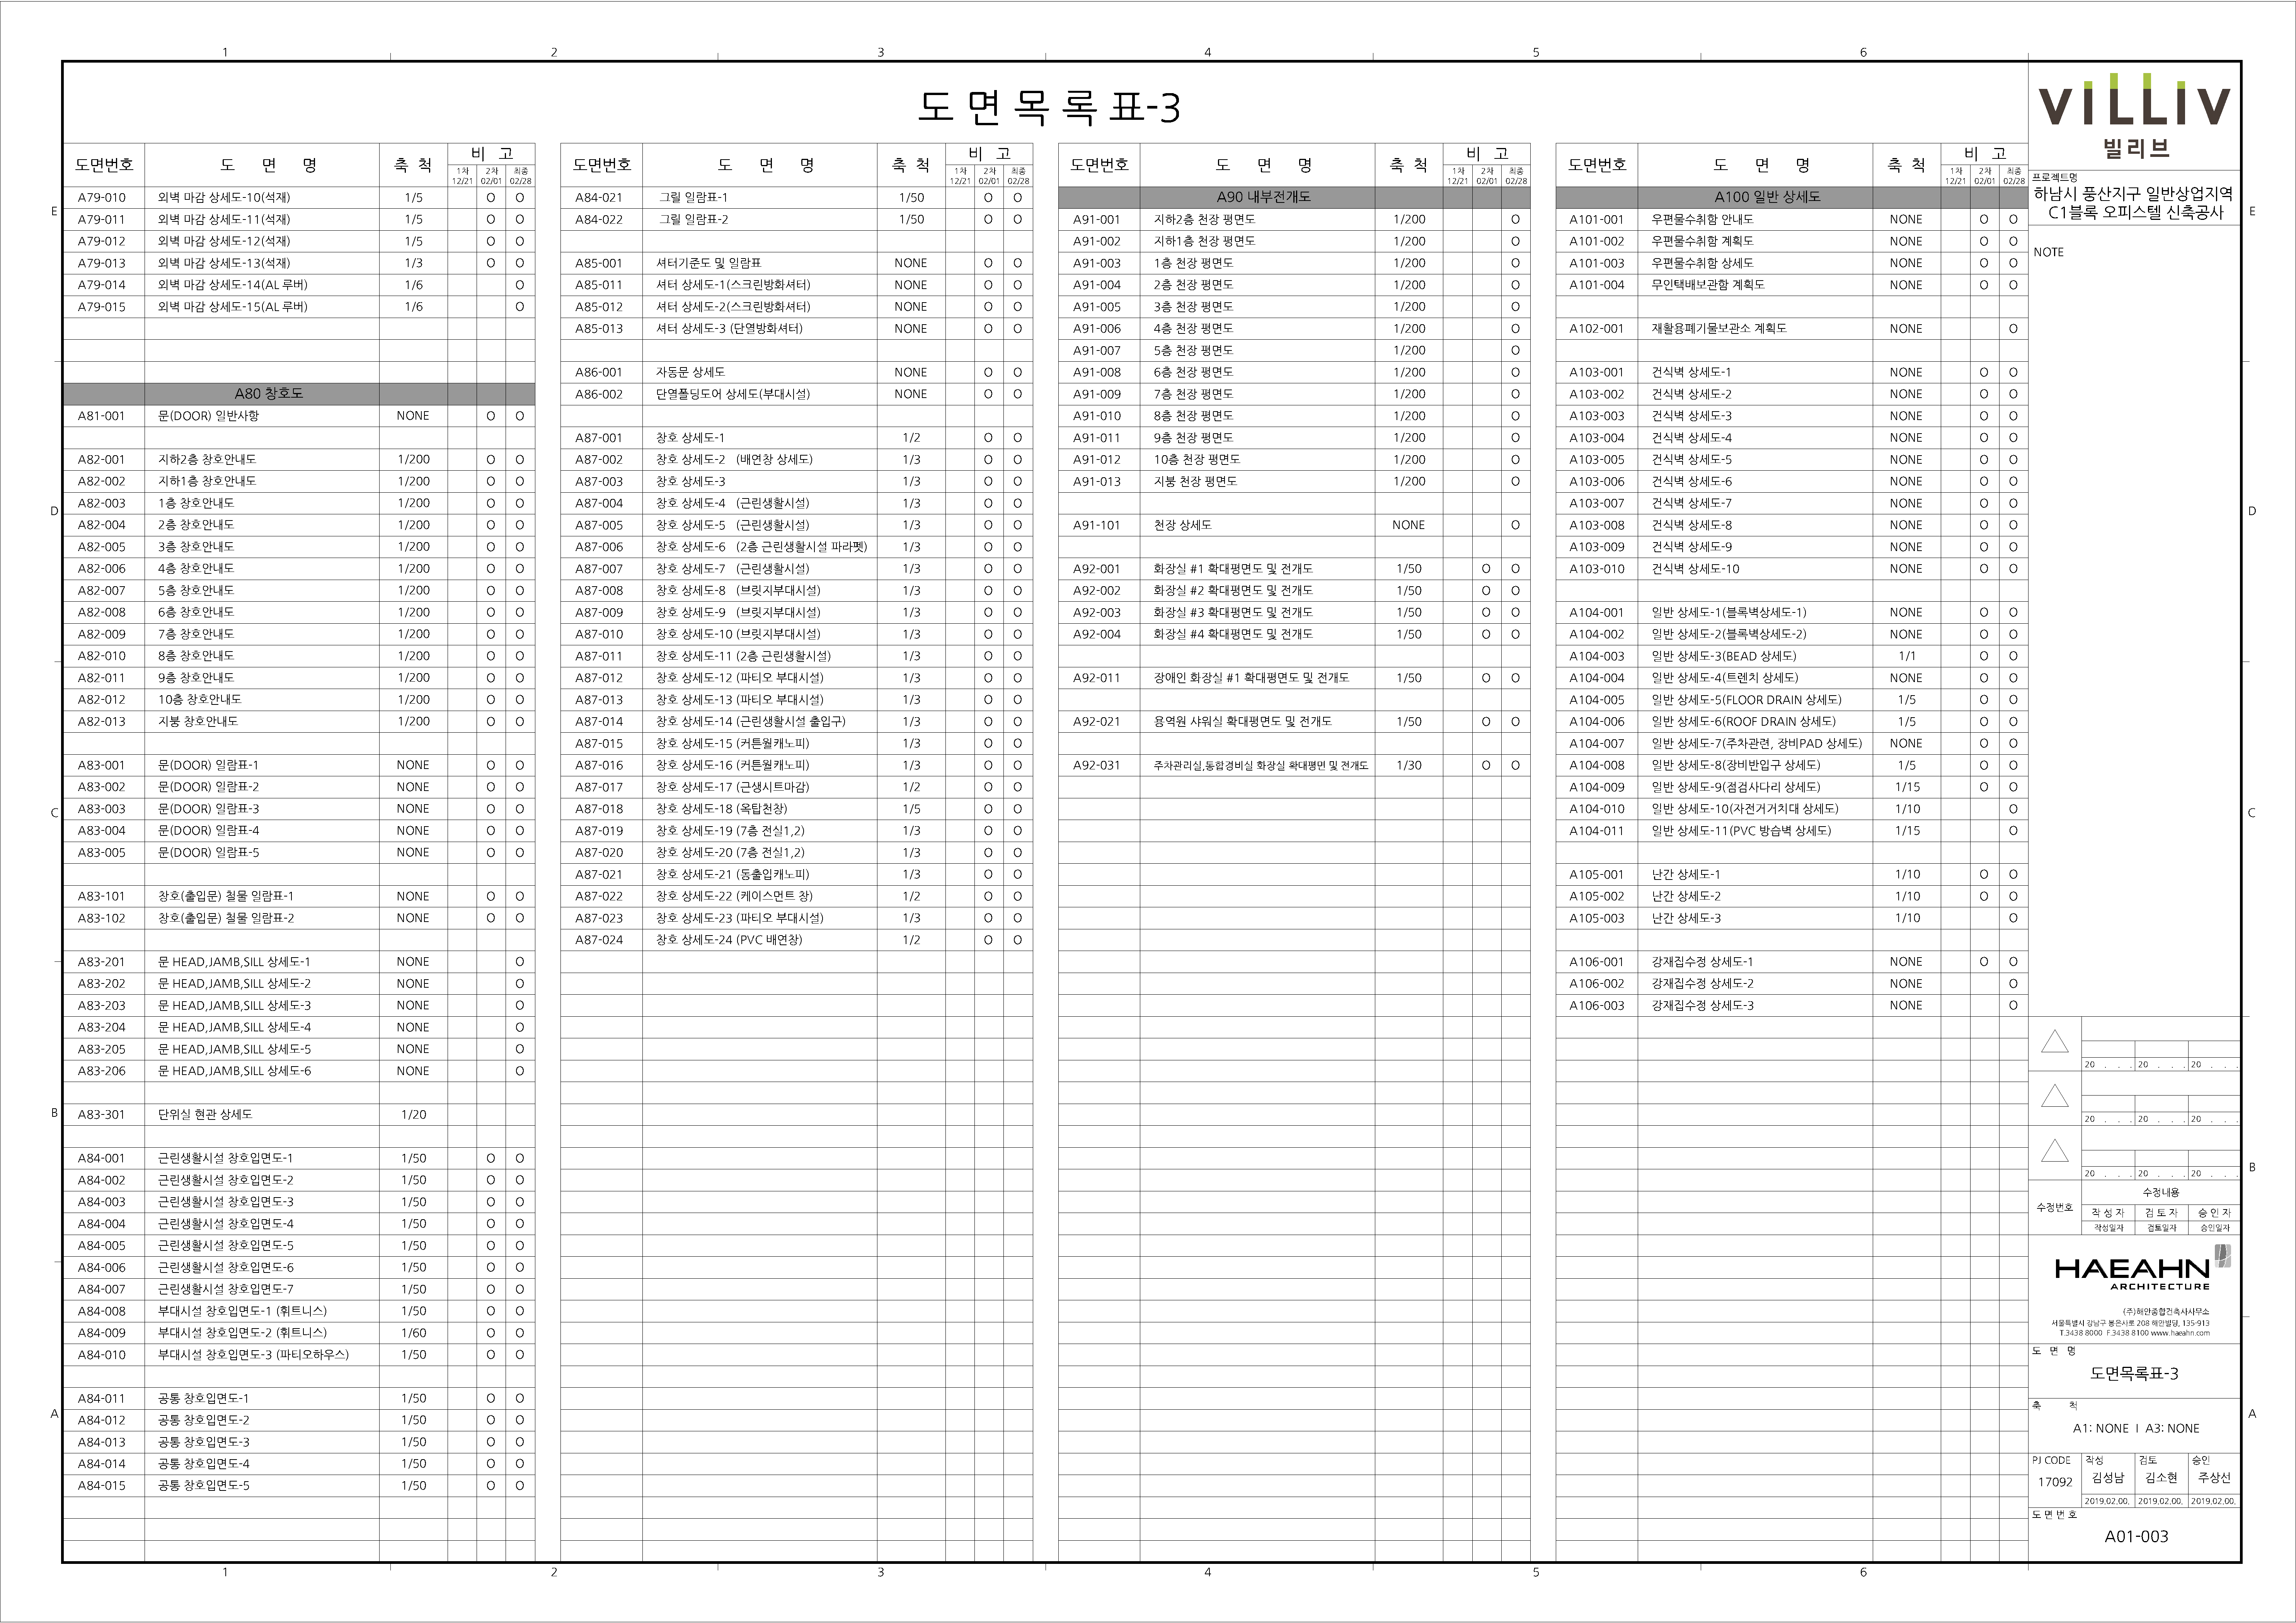 1 2 3 4 5 6
도 면 목 록 표-3
도면번호 도 면 명 축 척 비 고
1차 12/21 2차 02/01 최종 02/28
A79-010 외벽 마감 상세도-10(석재) 1/5 O O
A79-011 외벽 마감 상세도-11(석재) 1/5 O O
A79-012 외벽 마감 상세도-12(석재) 1/5 O O
A79-013 외벽 마감 상세도-13(석재) 1/3 O O
A79-014 외벽 마감 상세도-14(AL 루버) 1/6 O
A79-015 외벽 마감 상세도-15(AL 루버) 1/6 O
A80 창호도
A81-001 문(DOOR) 일반사항 NONE O O
A82-001 지하2층 창호안내도 1/200 O O
A82-002 지하1층 창호안내도 1/200 O O
A82-003 1층 창호안내도 1/200 O O
A82-004 2층 창호안내도 1/200 O O
A82-005 3층 창호안내도 1/200 O O
A82-006 4층 창호안내도 1/200 O O
A82-007 5층 창호안내도 1/200 O O
A82-008 6층 창호안내도 1/200 O O
A82-009 7층 창호안내도 1/200 O O
A82-010 8층 창호안내도 1/200 O O
A82-011 9층 창호안내도 1/200 O O
A82-012 10층 창호안내도 1/200 O O
A82-013 지붕 창호안내도 1/200 O O
A83-001 문(DOOR) 일람표-1 NONE O O
A83-002 문(DOOR) 일람표-2 NONE O O
A83-003 문(DOOR) 일람표-3 NONE O O
A83-004 문(DOOR) 일람표-4 NONE O O
A83-005 문(DOOR) 일람표-5 NONE O O
A83-101 창호(출입문) 철물 일람표-1 NONE O O
A83-102 창호(출입문) 철물 일람표-2 NONE O O
A83-201 문 HEAD,JAMB,SILL 상세도-1 NONE O
A83-202 문 HEAD,JAMB,SILL 상세도-2 NONE O
A83-203 문 HEAD,JAMB,SILL 상세도-3 NONE O
A83-204 문 HEAD,JAMB,SILL 상세도-4 NONE O
A83-205 문 HEAD,JAMB,SILL 상세도-5 NONE O
A83-206 문 HEAD,JAMB,SILL 상세도-6 NONE O
A83-301 단위실 현관 상세도 1/20
A84-001 근린생활시설 창호입면도-1 1/50 O O
A84-002 근린생활시설 창호입면도-2 1/50 O O
A84-003 근린생활시설 창호입면도-3 1/50 O O
A84-004 근린생활시설 창호입면도-4 1/50 O O
A84-005 근린생활시설 창호입면도-5 1/50 O O
A84-006 근린생활시설 창호입면도-6 1/50 O O
A84-007 근린생활시설 창호입면도-7 1/50 O O
A84-008 부대시설 창호입면도-1 (휘트니스) 1/50 O O
A84-009 부대시설 창호입면도-2 (휘트니스) 1/60 O O
A84-010 부대시설 창호입면도-3 (파티오하우스) 1/50 O O
A84-011 공통 창호입면도-1 1/50 O O
A84-012 공통 창호입면도-2 1/50 O O
A84-013 공통 창호입면도-3 1/50 O O
A84-014 공통 창호입면도-4 1/50 O O
A84-015 공통 창호입면도-5 1/50 O O
도면번호 도 면 명 축 척 비 고
1차 12/21 2차 02/01 최종 02/28
A84-021 그릴 일람표-1 1/50 O O
A84-022 그릴 일람표-2 1/50 O O
A85-001 셔터기준도 및 일람표 NONE O O
A85-011 셔터 상세도-1(스크린방화셔터) NONE O O
A85-012 셔터 상세도-2(스크린방화셔터) NONE O O
A85-013 셔터 상세도-3 (단열방화셔터) NONE O O
A86-001 자동문 상세도 NONE O O
A86-002 단열폴딩도어 상세도(부대시설) NONE O O
A87-001 창호 상세도-1 1/2 O O
A87-002 창호 상세도-2 (배연창 상세도) 1/3 O O
A87-003 창호 상세도-3 1/3 O O
A87-004 창호 상세도-4 (근린생활시설) 1/3 O O
A87-005 창호 상세도-5 (근린생활시설) 1/3 O O
A87-006 창호 상세도-6 (2층 근린생활시설 파라펫) 1/3 O O
A87-007 창호 상세도-7 (근린생활시설) 1/3 O O
A87-008 창호 상세도-8 (브릿지부대시설) 1/3 O O
A87-009 창호 상세도-9 (브릿지부대시설) 1/3 O O
A87-010 창호 상세도-10 (브릿지부대시설) 1/3 O O
A87-011 창호 상세도-11 (2층 근린생활시설) 1/3 O O
A87-012 창호 상세도-12 (파티오 부대시설) 1/3 O O
A87-013 창호 상세도-13 (파티오 부대시설) 1/3 O O
A87-014 창호 상세도-14 (근린생활시설 출입구) 1/3 O O
A87-015 창호 상세도-15 (커튼월캐노피) 1/3 O O
A87-016 창호 상세도-16 (커튼월캐노피) 1/3 O O
A87-017 창호 상세도-17 (근생시트마감) 1/2 O O
A87-018 창호 상세도-18 (옥탑천창) 1/5 O O
A87-019 창호 상세도-19 (7층 전실1,2) 1/3 O O
A87-020 창호 상세도-20 (7층 전실1,2) 1/3 O O
A87-021 창호 상세도-21 (동출입캐노피) 1/3 O O
A87-022 창호 상세도-22 (케이스먼트 창) 1/2 O O
A87-023 창호 상세도-23 (파티오 부대시설) 1/3 O O
A87-024 창호 상세도-24 (PVC 배연창) 1/2 O O
도면번호 도 면 명 축 척 비 고
1차 12/21 2차 02/01 최종 02/28
A90 내부전개도
A91-001 지하2층 천장 평면도 1/200 O
A91-002 지하1층 천장 평면도 1/200 O
A91-003 1층 천장 평면도 1/200 O
A91-004 2층 천장 평면도 1/200 O
A91-005 3층 천장 평면도 1/200 O
A91-006 4층 천장 평면도 1/200 O
A91-007 5층 천장 평면도 1/200 O
A91-008 6층 천장 평면도 1/200 O
A91-009 7층 천장 평면도 1/200 O
A91-010 8층 천장 평면도 1/200 O
A91-011 9층 천장 평면도 1/200 O
A91-012 10층 천장 평면도 1/200 O
A91-013 지붕 천장 평면도 1/200 O
A91-101 천장 상세도 NONE O
A92-001 화장실 #1 확대평면도 및 전개도 1/50 O O
A92-002 화장실 #2 확대평면도 및 전개도 1/50 O O
A92-003 화장실 #3 확대평면도 및 전개도 1/50 O O
A92-004 화장실 #4 확대평면도 및 전개도 1/50 O O
A92-011 장애인 화장실 #1 확대평면도 및 전개도 1/50 O O
A92-021 용역원 샤워실 확대평면도 및 전개도 1/50 O O
A92-031 주차관리실,통합경비실 화장실 확대평면 및 전개도 1/30 O O
도면번호 도 면 명 축 척 비 고
1차 12/21 2차 02/01 최종 02/28
A100 일반 상세도
A101-001 우편물수취함 안내도 NONE O O
A101-002 우편물수취함 계획도 NONE O O
A101-003 우편물수취함 상세도 NONE O O
A101-004 무인택배보관함 계획도 NONE O O
A102-001 재활용폐기물보관소 계획도 NONE O
A103-001 건식벽 상세도-1 NONE O O
A103-002 건식벽 상세도-2 NONE O O
A103-003 건식벽 상세도-3 NONE O O
A103-004 건식벽 상세도-4 NONE O O
A103-005 건식벽 상세도-5 NONE O O
A103-006 건식벽 상세도-6 NONE O O
A103-007 건식벽 상세도-7 NONE O O
A103-008 건식벽 상세도-8 NONE O O
A103-009 건식벽 상세도-9 NONE O O
A103-010 건식벽 상세도-10 NONE O O
A104-001 일반 상세도-1(블록벽상세도-1) NONE O O
A104-002 일반 상세도-2(블록벽상세도-2) NONE O O
A104-003 일반 상세도-3(BEAD 상세도) 1/1 O O
A104-004 일반 상세도-4(트렌치 상세도) NONE O O
A104-005 일반 상세도-5(FLOOR DRAIN 상세도) 1/5 O O
A104-006 일반 상세도-6(ROOF DRAIN 상세도) 1/5 O O
A104-007 일반 상세도-7(주차관련, 장비PAD 상세도) NONE O O
A104-008 일반 상세도-8(장비반입구 상세도) 1/5 O O
A104-009 일반 상세도-9(점검사다리 상세도) 1/15 O O
A104-010 일반 상세도-10(자전거거치대 상세도) 1/10 O
A104-011 일반 상세도-11(PVC 방습벽 상세도) 1/15 O
A105-001 난간 상세도-1 1/10 O O
A105-002 난간 상세도-2 1/10 O O
A105-003 난간 상세도-3 1/10 O
A106-001 강재집수정 상세도-1 NONE O O
A106-002 강재집수정 상세도-2 NONE O
A106-003 강재집수정 상세도-3 NONE O
VILLIV
빌리브
프로젝트명
하남시 풍산지구 일반상업지역
C1블록 오피스텔 신축공사
NOTE
20 . . . 20 . . . 20 . . .
20 . . . 20 . . . 20 . . .
20 . . . 20 . . . 20 . . .
수정번호 수정내용
작 성 자 검 토 자 승 인 자
작성일자 검토일자 승인일자
HAEAHN
ARCHITECTURE
(주)해안종합건축사사무소
서울특별시 강남구 봉은사로 208 해안빌딩, 135-913
T.3438 8000 F.3438 8100 www.haeahn.com
도 면 명
도면목록표-3
축 척
A1: NONE I A3: NONE
PJ CODE 작성 검토 승인
17092 김성남 김소현 주상선
2019.02.00. 2019.02.00. 2019.02.00.
도 면 번 호
A01-003
E D C B A
E D C B A
1 2 3 4 5 6